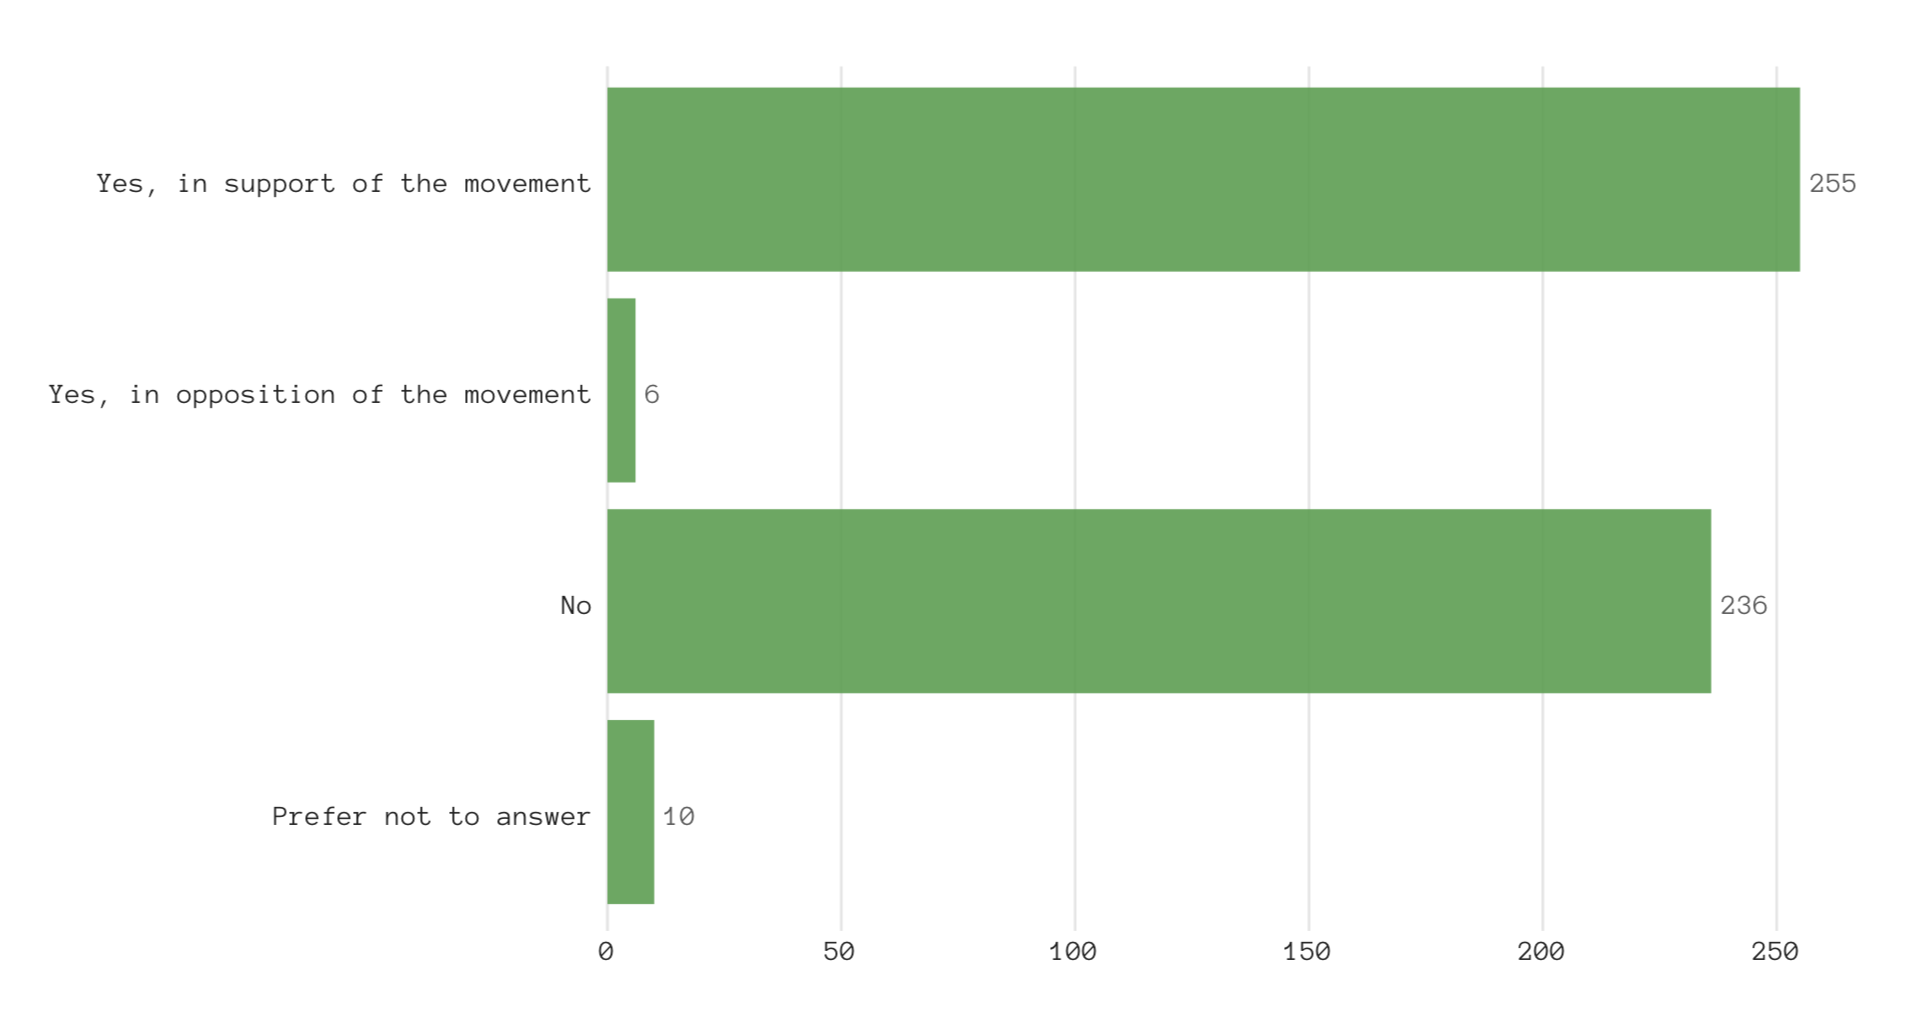 Yes, in support of the movement 255
Yes, in opposition of the movement 6
No 236
Prefer not to answer 10
0 50 100 150 200 250